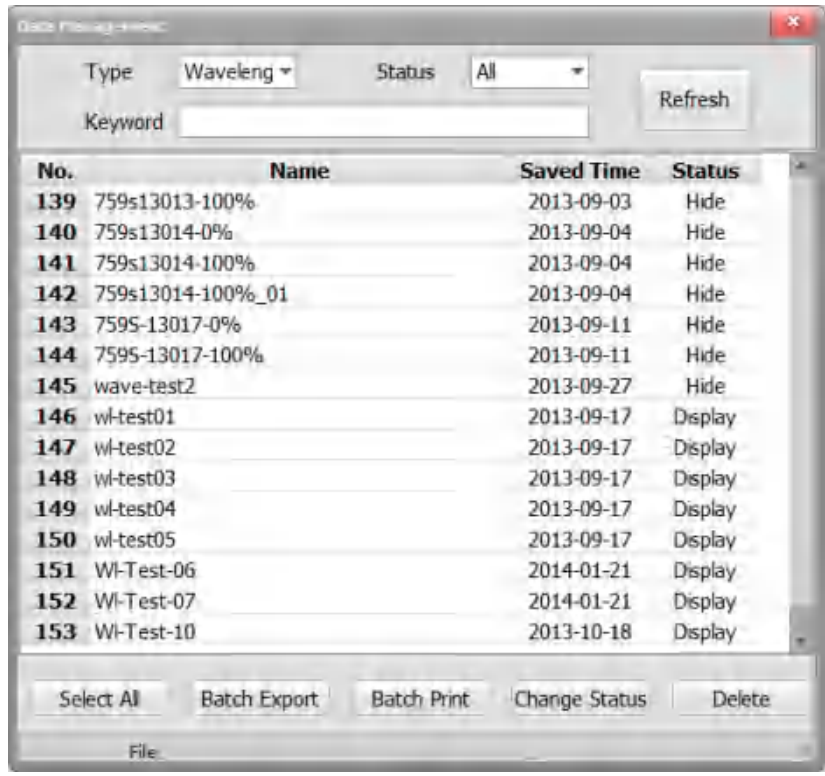 Data Management
Type Waveleng Status All
Refresh
Keyword
No. Name Saved Time Status
139 759s13013-100% 2013-09-03 Hide
140 759s13014-0% 2013-09-04 Hide
141 759s13014-100% 2013-09-04 Hide
142 759s13014-100%_01 2013-09-04 Hide
143 759S-13017-0% 2013-09-11 Hide
144 759S-13017-100% 2013-09-11 Hide
145 wave-test2 2013-09-27 Hide
146 wl-test01 2013-09-17 Display
147 wl-test02 2013-09-17 Display
148 wl-test03 2013-09-17 Display
149 wl-test04 2013-09-17 Display
150 wl-test05 2013-09-17 Display
151 Wl-Test-06 2014-01-21 Display
152 Wl-Test-07 2014-01-21 Display
153 Wl-Test-10 2013-10-18 Display
Select All Batch Export Batch Print Change Status Delete
File